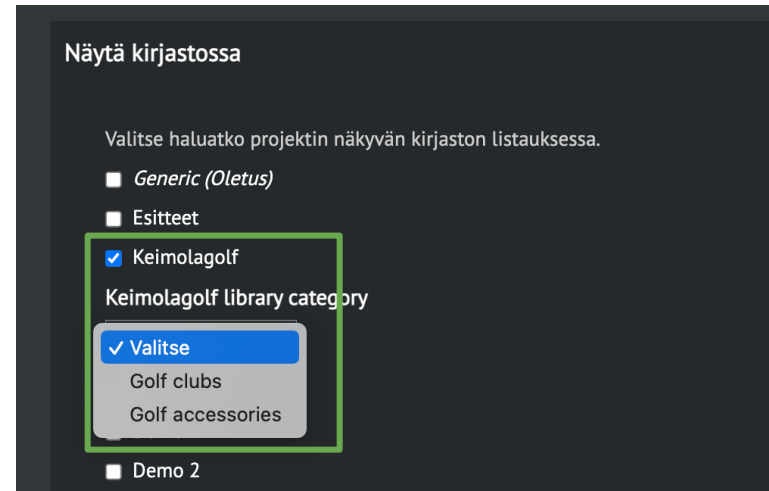 Näytä kirjastossa
Valitse haluatko projektin näkyvän kirjaston listauksessa.
Generic (Oletus)
Esitteet
Keimolagolf
Keimolagolf library category
✓ Valitse
Golf clubs
Golf accessories
Demo 2